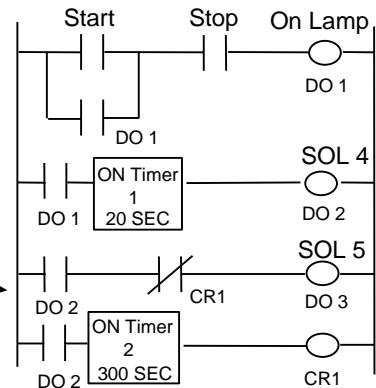 Start Stop On Lamp
DO 1
DO 1
SOL 4
ON Timer
1
20 SEC
DO 1
DO 2
SOL 5
DO 2
CR1
DO 3
ON Timer
2
300 SEC
DO 2
CR1